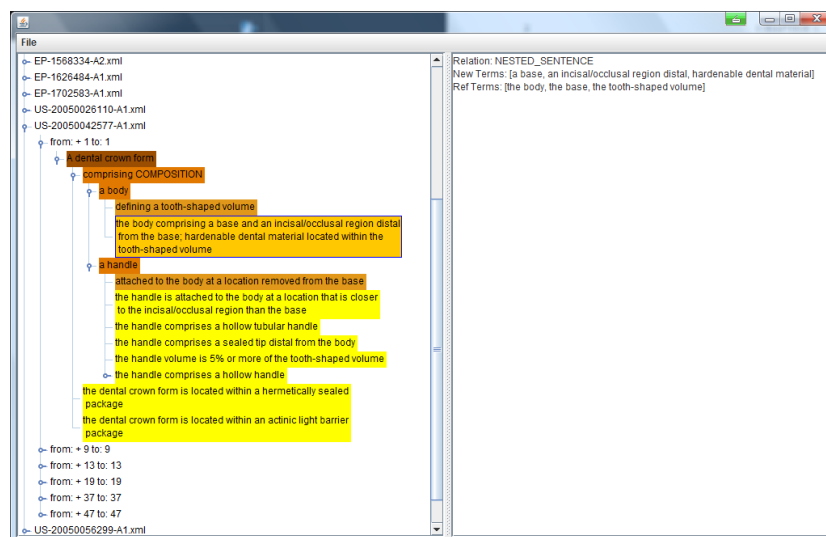 File
EP-1568334-A2.xml
EP-1626484-A1.xml
EP-1702583-A1.xml
US-20050026110-A1.xml
US-20050042577-A1.xml
from: + 1 to: 1
A dental crown form
comprising COMPOSITION
a body
defining a tooth-shaped volume
the body comprising a base and an incisal/occlusal region distal
from the base; hardenable dental material located within the
tooth-shaped volume
a handle
attached to the body at a location removed from the base
the handle is attached to the body at a location that is closer
to the incisal/occlusal region than the base
the handle comprises a hollow tubular handle
the handle comprises a sealed tip distal from the body
the handle volume is 5% or more of the tooth-shaped volume
the handle comprises a hollow handle
the dental crown form is located within a hermetically sealed
package
the dental crown form is located within an actinic light barrier
package
from: + 9 to: 9
from: + 13 to: 13
from: + 19 to: 19
from: + 37 to: 37
from: + 47 to: 47
US-20050056299-A1.xml
Relation: NESTED_SENTENCE
New Terms: [a base, an incisal/occlusal region distal, hardenable dental material]
Ref Terms: [the body, the base, the tooth-shaped volume]